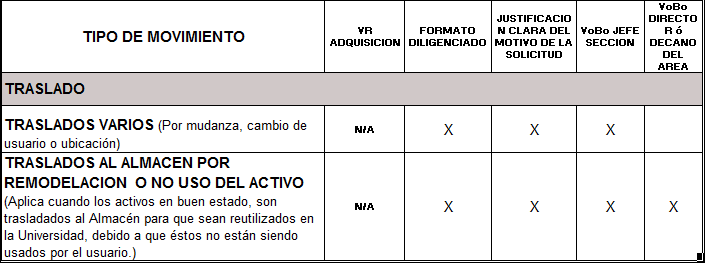 TIPO DE MOVIMIENTO
VR
ADQUISICION
FORMATO
DILIGENCIADO
JUSTIFICACIO
N CLARA DEL
MOTIVO DE LA
SOLICITUD
VoBo JEFE
SECCION
VoBo
DIRECTO
R ó
DECANO
DEL
AREA
TRASLADO
TRASLADOS VARIOS (Por mudanza, cambio de
usuario o ubicación)
N/A
X
X
X
TRASLADOS AL ALMACEN POR
REMODELACION O NO USO DEL ACTIVO
(Aplica cuando los activos en buen estado, son
trasladados al Almacén para que sean reutilizados en
la Universidad, debido a que éstos no están siendo
usados por el usuario.)
N/A
X
X
X
X